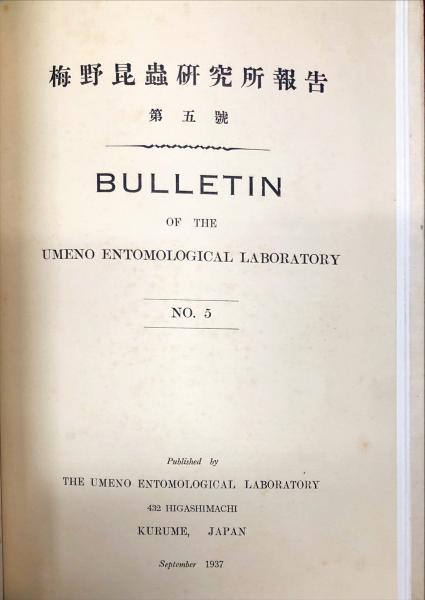 梅野昆蟲硏究所報告
第五號
BULLETIN
OF THE
UMENO ENTOMOLOGICAL LABORATORY
NO. 5
Published by
THE UMENO ENTOMOLOGICAL LABORATORY
432 HIGASHIMACHI
KURUME, JAPAN
September 1937